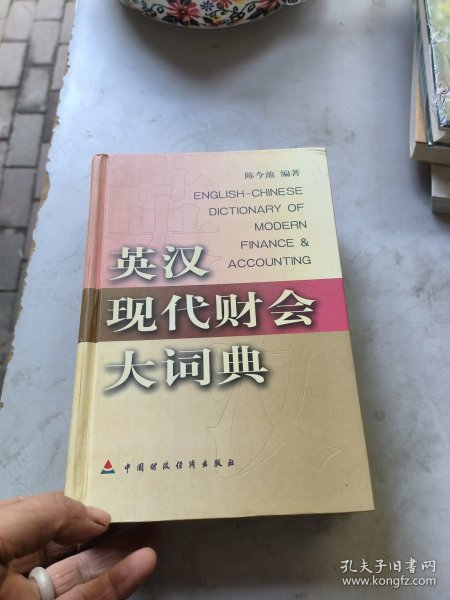 陈今池 编著
ENGLISH-CHINESE
DICTIONARY OF
MODERN
FINANCE &
ACCOUNTING
英汉
现代财会
大词典
中国财政经济出版社
孔夫子旧书网
www.kongfz.com